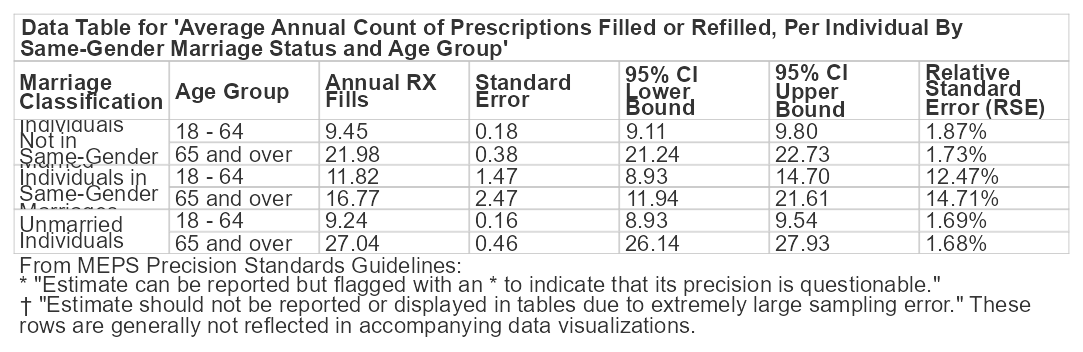 Data Table for 'Average Annual Count of Prescriptions Filled or Refilled, Per Individual By
Same-Gender Marriage Status and Age Group'
Marriage Classification Age Group Annual RX Fills Standard Error 95% CI Lower Bound 95% CI Upper Bound Relative Standard Error (RSE)
Individuals
Not in
Same-Gender
18 - 64 9.45 0.18 9.11 9.80 1.87%
65 and over 21.98 0.38 21.24 22.73 1.73%
Individuals in
Same-Gender
18 - 64 11.82 1.47 8.93 14.70 12.47%
65 and over 16.77 2.47 11.94 21.61 14.71%
Unmarried
Individuals
18 - 64 9.24 0.16 8.93 9.54 1.69%
65 and over 27.04 0.46 26.14 27.93 1.68%
From MEPS Precision Standards Guidelines:
* "Estimate can be reported but flagged with an * to indicate that its precision is questionable."
† "Estimate should not be reported or displayed in tables due to extremely large sampling error." These
rows are generally not reflected in accompanying data visualizations.